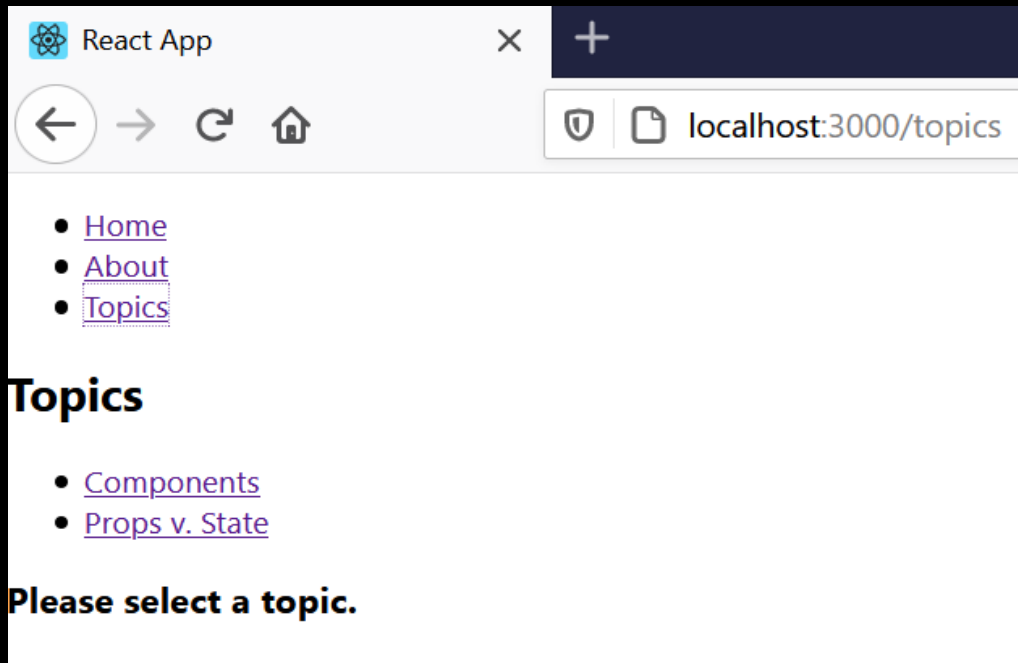 React App
localhost:3000/topics
Home
About
Topics
Topics
Components
Props v. State
Please select a topic.